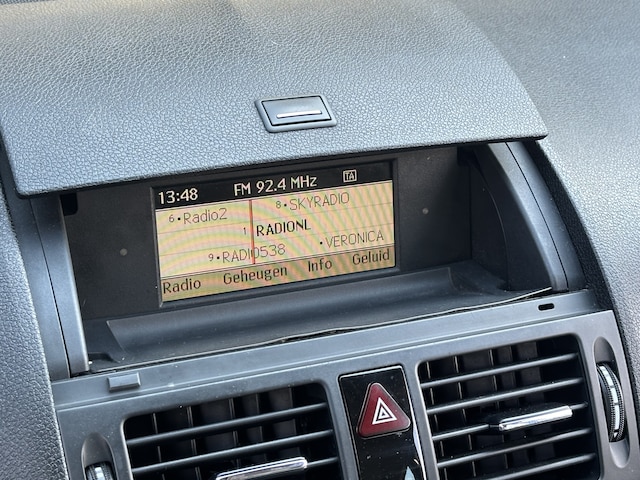 13:48 FM 92.4 MHz TA
6•Radio2 8•SKYRADIO
1 RADIONL
9•RADIO538 •VERONICA
Radio Geheugen Info Geluid